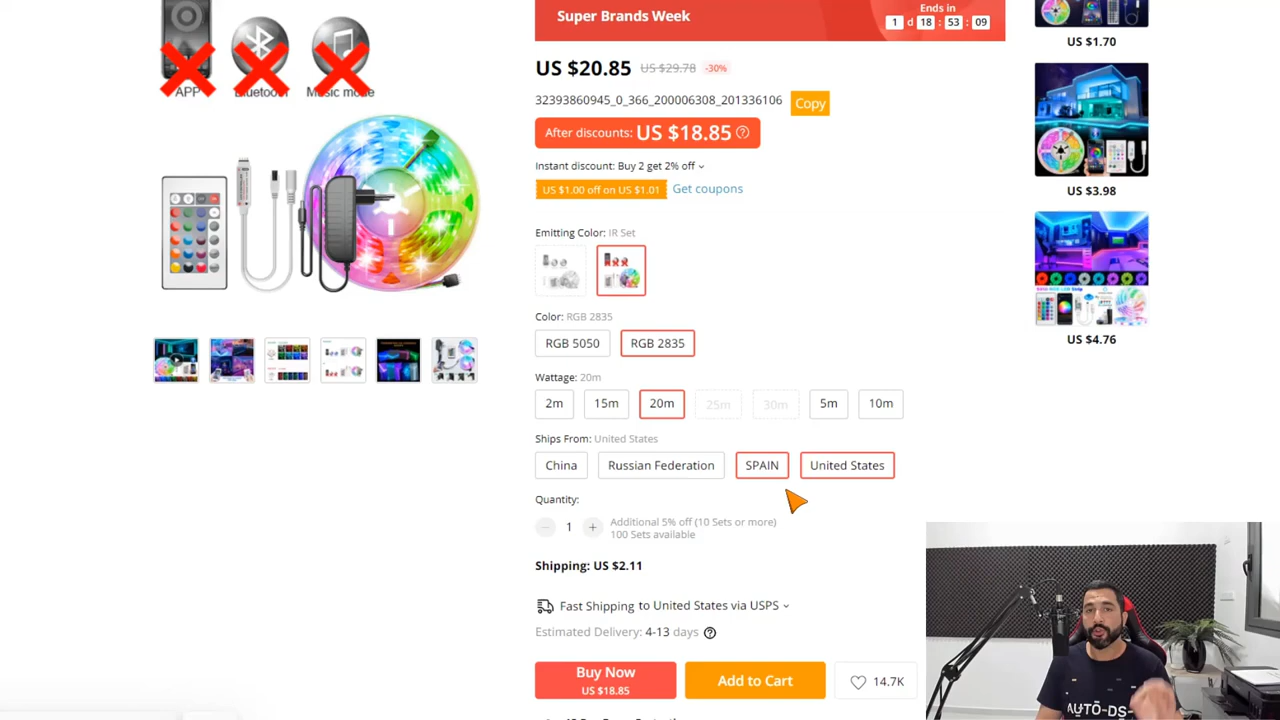 APP
Bluetooth
Music mode
Super Brands Week
Ends in
1 d 18 : 53 : 09
US $20.85 US $29.78 -30%
32393860945_0_366_200006308_201336106 Copy
After discounts: US $18.85 ?
Instant discount: Buy 2 get 2% off
US $1.00 off on US $1.01 Get coupons
Emitting Color: IR Set
Color: RGB 2835
RGB 5050 RGB 2835
Wattage: 20m
2m 15m 20m 25m 30m 5m 10m
Ships From: United States
China Russian Federation SPAIN United States
Quantity:
− 1 + Additional 5% off (10 Sets or more)
100 Sets available
Shipping: US $2.11
Fast Shipping to United States via USPS
Estimated Delivery: 4-13 days ?
Buy Now
US $18.85
Add to Cart
14.7K
US $1.70
US $3.98
US $4.76
AUTO-DS